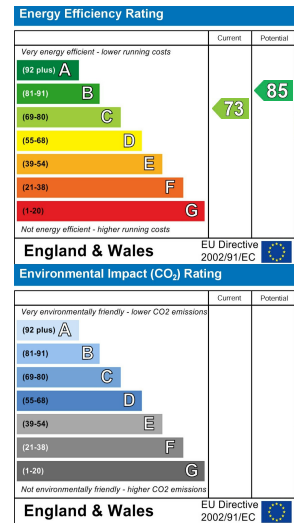 Energy Efficiency Rating
Current Potential
Very energy efficient - lower running costs
(92 plus) A
(81-91) B
(69-80) C
(55-68) D
(39-54) E
(21-38) F
(1-20) G
73
85
Not energy efficient - higher running costs
England & Wales
EU Directive
2002/91/EC
Environmental Impact (CO₂) Rating
Current Potential
Very environmentally friendly - lower CO2 emissions
(92 plus) A
(81-91) B
(69-80) C
(55-68) D
(39-54) E
(21-38) F
(1-20) G
Not environmentally friendly - higher CO2 emissions
England & Wales
EU Directive
2002/91/EC